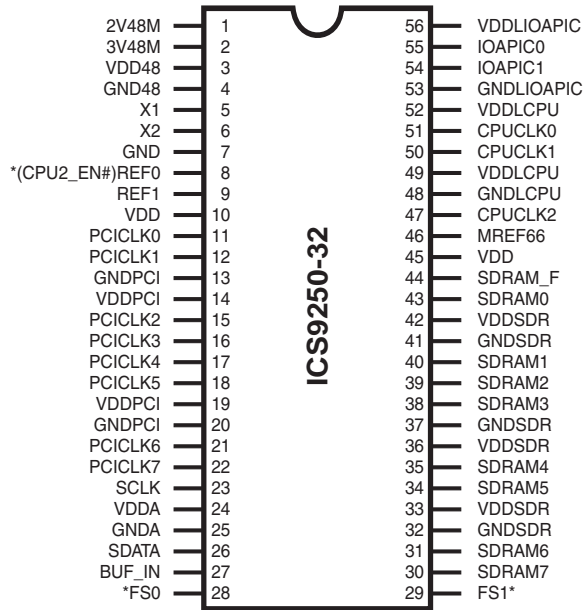 2V48M 1 56 VDDLIOAPIC
3V48M 2 55 IOAPIC0
VDD48 3 54 IOAPIC1
GND48 4 53 GNDLIOAPIC
X1 5 52 VDDLCPU
X2 6 51 CPUCLK0
GND 7 50 CPUCLK1
*(CPU2_EN#)REF0 8 49 VDDLCPU
REF1 9 48 GNDLCPU
VDD 10 47 CPUCLK2
PCICLK0 11 46 MREF66
PCICLK1 12 45 VDD
GNDPCI 13 44 SDRAM_F
VDDPCI 14 43 SDRAM0
PCICLK2 15 42 VDDSDR
PCICLK3 16 41 GNDSDR
PCICLK4 17 40 SDRAM1
PCICLK5 18 39 SDRAM2
VDDPCI 19 38 SDRAM3
GNDPCI 20 37 GNDSDR
PCICLK6 21 36 VDDSDR
PCICLK7 22 35 SDRAM4
SCLK 23 34 SDRAM5
VDDA 24 33 VDDSDR
GNDA 25 32 GNDSDR
SDATA 26 31 SDRAM6
BUF_IN 27 30 SDRAM7
*FS0 28 29 FS1*
ICS9250-32